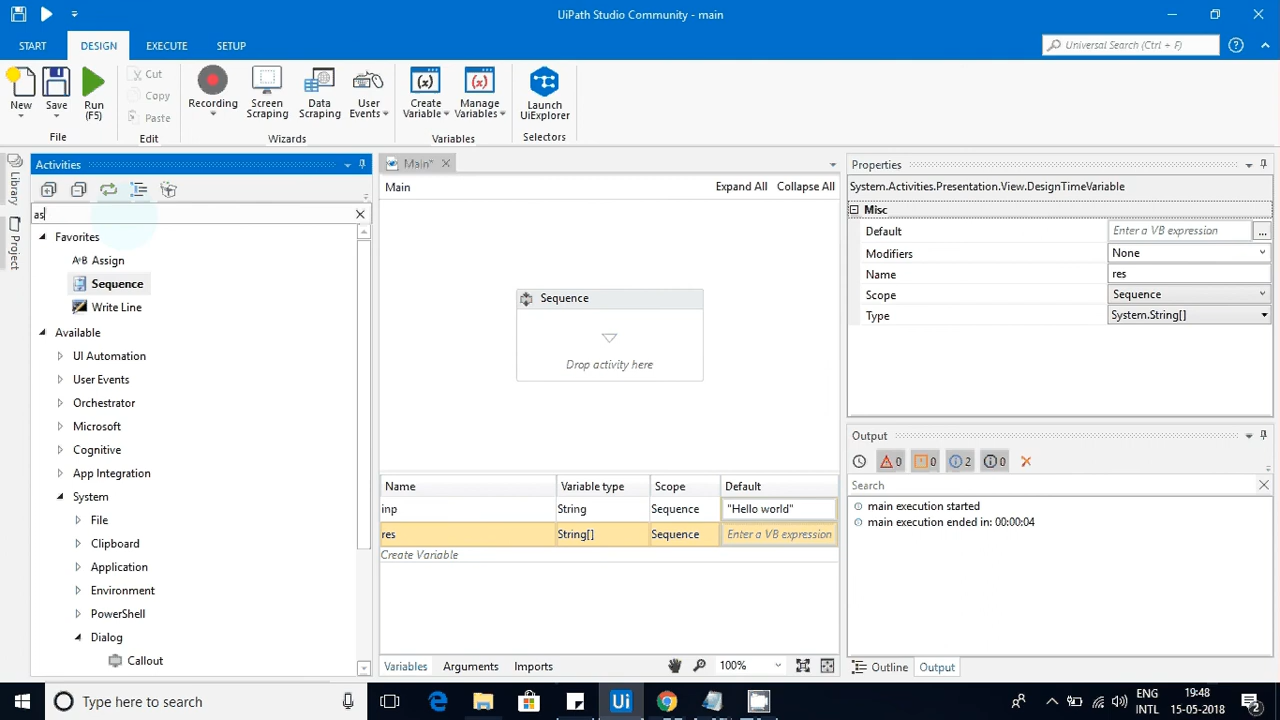 UiPath Studio Community - main
START
DESIGN
EXECUTE
SETUP
Universal Search (Ctrl + F)
New
Save
Run
(F5)
Cut
Copy
Paste
Recording
Screen
Scraping
Data
Scraping
User
Events
Create
Variable
Manage
Variables
Launch
UiExplorer
File
Edit
Wizards
Variables
Selectors
Library
Project
Activities
as
Favorites
A*B Assign
Sequence
Write Line
Available
UI Automation
User Events
Orchestrator
Microsoft
Cognitive
App Integration
System
File
Clipboard
Application
Environment
PowerShell
Dialog
Callout
Main*
Main
Expand All
Collapse All
Sequence
Drop activity here
Name Variable type Scope Default
inp String Sequence "Hello world"
res String[] Sequence Enter a VB expression
Create Variable
Variables Arguments Imports
100%
Properties
System.Activities.Presentation.View.DesignTimeVariable
Misc
Default Enter a VB expression ...
Modifiers None
Name res
Scope Sequence
Type System.String[]
Output
0 0 2 0
Search
main execution started
main execution ended in: 00:00:04
Outline Output
Type here to search
Ui
ENG
INTL
19:48
15-05-2018
2